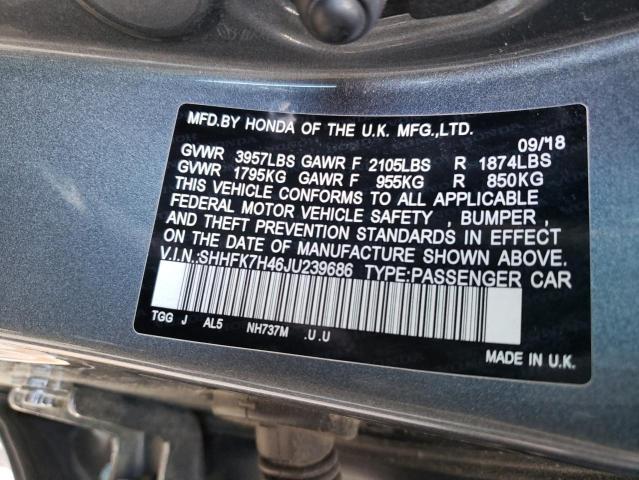 MFD.BY HONDA OF THE U.K. MFG.,LTD.
09/18
GVWR 3957LBS GAWR F 2105LBS R 1874LBS
GVWR 1795KG GAWR F 955KG R 850KG
THIS VEHICLE CONFORMS TO ALL APPLICABLE
FEDERAL MOTOR VEHICLE SAFETY , BUMPER ,
AND THEFT PREVENTION STANDARDS IN EFFECT
ON THE DATE OF MANUFACTURE SHOWN ABOVE.
V.I.N.:SHHFK7H46JU239686 TYPE:PASSENGER CAR
TGG J AL5 NH737M .U.U
MADE IN U.K.